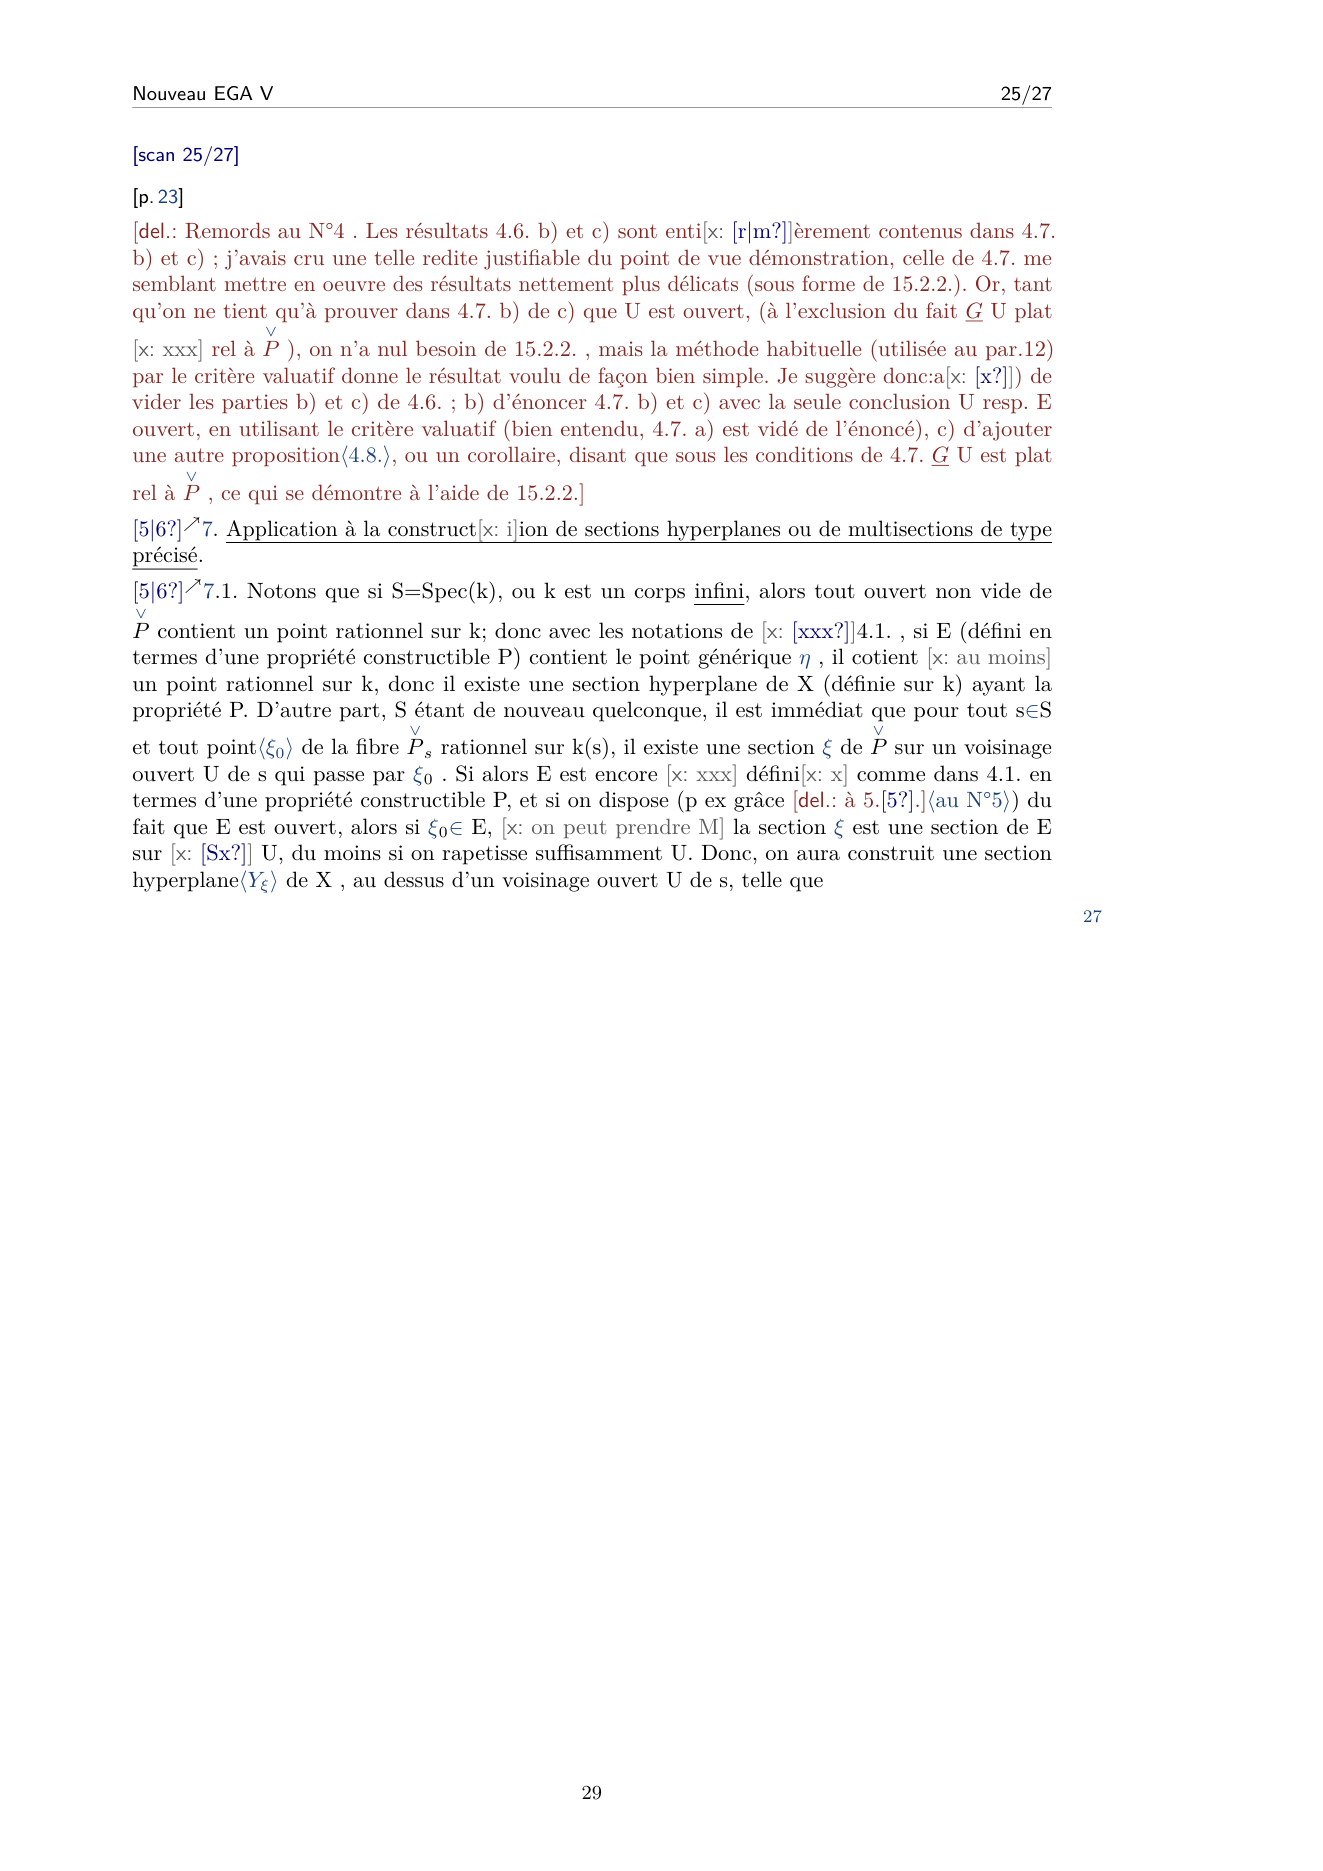 Nouveau EGA V 25/27
[scan 25/27]
[p. 23]
[del.: Remords au N°4 . Les résultats 4.6. b) et c) sont enti[x: [r|m?]]èrement contenus dans 4.7.
b) et c) ; j'avais cru une telle redite justifiable du point de vue démonstration, celle de 4.7. me
semblant mettre en oeuvre des résultats nettement plus délicats (sous forme de 15.2.2.). Or, tant
qu'on ne tient qu'à prouver dans 4.7. b) de c) que U est ouvert, (à l'exclusion du fait G U plat
[x: xxx] rel à P̌ ), on n'a nul besoin de 15.2.2. , mais la méthode habituelle (utilisée au par.12)
par le critère valuatif donne le résultat voulu de façon bien simple. Je suggère donc:a[x: [x?]]) de
vider les parties b) et c) de 4.6. ; b) d'énoncer 4.7. b) et c) avec la seule conclusion U resp. E
ouvert, en utilisant le critère valuatif (bien entendu, 4.7. a) est vidé de l'énoncé), c) d'ajouter
une autre proposition⟨4.8.⟩, ou un corollaire, disant que sous les conditions de 4.7. G U est plat
rel à P̌ , ce qui se démontre à l'aide de 15.2.2.]
[5|6?]↗7. Application à la construct[x: i]ion de sections hyperplanes ou de multisections de type
précisé.
[5|6?]↗7.1. Notons que si S=Spec(k), ou k est un corps infini, alors tout ouvert non vide de
P̌ contient un point rationnel sur k; donc avec les notations de [x: [xxx?]]4.1. , si E (défini en
termes d'une propriété constructible P) contient le point générique η , il cotient [x: au moins]
un point rationnel sur k, donc il existe une section hyperplane de X (définie sur k) ayant la
propriété P. D'autre part, S étant de nouveau quelconque, il est immédiat que pour tout s∈S
et tout point⟨ξ₀⟩ de la fibre P̌ₛ rationnel sur k(s), il existe une section ξ de P̌ sur un voisinage
ouvert U de s qui passe par ξ₀ . Si alors E est encore [x: xxx] défini[x: x] comme dans 4.1. en
termes d'une propriété constructible P, et si on dispose (p ex grâce [del.: à 5.[5?].]⟨au N°5⟩) du
fait que E est ouvert, alors si ξ₀∈ E, [x: on peut prendre M] la section ξ est une section de E
sur [x: [Sx?]] U, du moins si on rapetisse suffisamment U. Donc, on aura construit une section
hyperplane⟨Y_ξ⟩ de X , au dessus d'un voisinage ouvert U de s, telle que
27
29